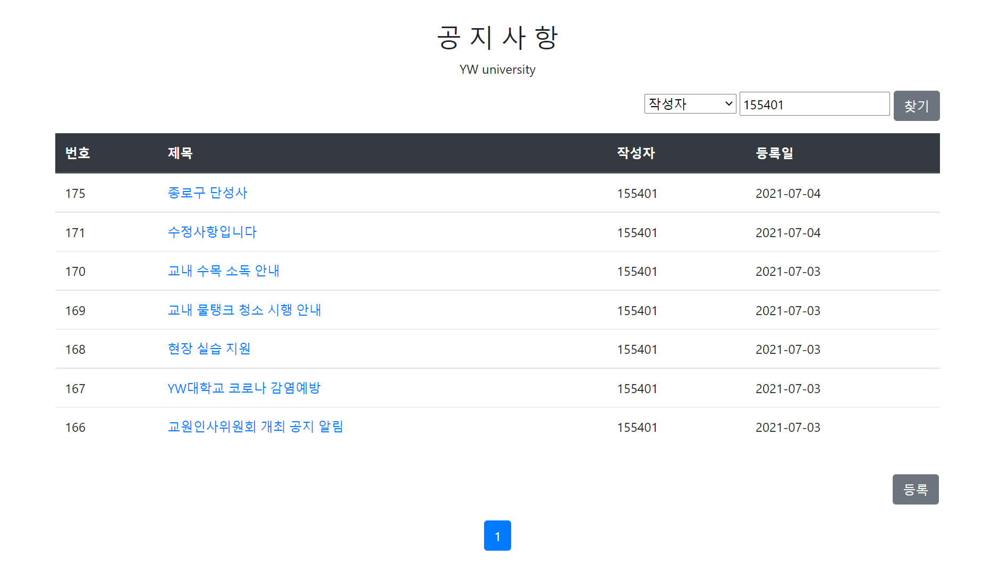 공 지 사 항
YW university
작성자 155401 찾기
번호 제목 작성자 등록일
175 종로구 단성사 155401 2021-07-04
171 수정사항입니다 155401 2021-07-04
170 교내 수목 소독 안내 155401 2021-07-03
169 교내 물탱크 청소 시행 안내 155401 2021-07-03
168 현장 실습 지원 155401 2021-07-03
167 YW대학교 코로나 감염예방 155401 2021-07-03
166 교원인사위원회 개최 공지 알림 155401 2021-07-03
등록
1